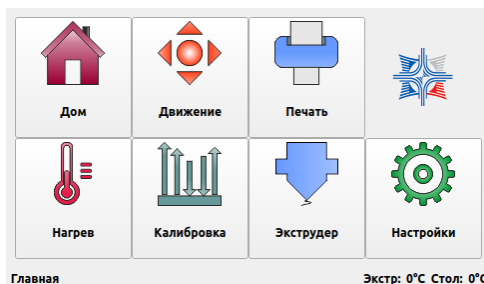 Дом Движение Печать
Нагрев Калибровка Экструдер Настройки
Главная Экстр: 0°C Стол: 0°C